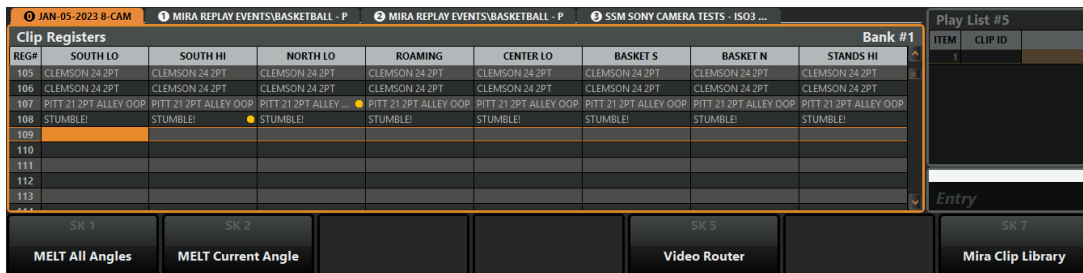 0 JAN-05-2023 8-CAM 1 MIRA REPLAY EVENTS\BASKETBALL - P 2 MIRA REPLAY EVENTS\BASKETBALL - P 3 SSM SONY CAMERA TESTS - ISO3 ...
Play List #5
Clip Registers Bank #1
ITEM CLIP ID
REG# SOUTH LO SOUTH HI NORTH LO ROAMING CENTER LO BASKET S BASKET N STANDS HI
1
105 CLEMSON 24 2PT CLEMSON 24 2PT CLEMSON 24 2PT CLEMSON 24 2PT CLEMSON 24 2PT CLEMSON 24 2PT CLEMSON 24 2PT CLEMSON 24 2PT
106 CLEMSON 24 2PT CLEMSON 24 2PT CLEMSON 24 2PT CLEMSON 24 2PT CLEMSON 24 2PT CLEMSON 24 2PT CLEMSON 24 2PT CLEMSON 24 2PT
107 PITT 21 2PT ALLEY OOP PITT 21 2PT ALLEY OOP PITT 21 2PT ALLEY ... PITT 21 2PT ALLEY OOP PITT 21 2PT ALLEY OOP PITT 21 2PT ALLEY OOP PITT 21 2PT ALLEY OOP PITT 21 2PT ALLEY OOP
108 STUMBLE! STUMBLE! STUMBLE! STUMBLE! STUMBLE! STUMBLE! STUMBLE! STUMBLE!
109
110
111
112
113
Entry
SK 1 SK 2 SK 5 SK 7
MELT All Angles MELT Current Angle Video Router Mira Clip Library